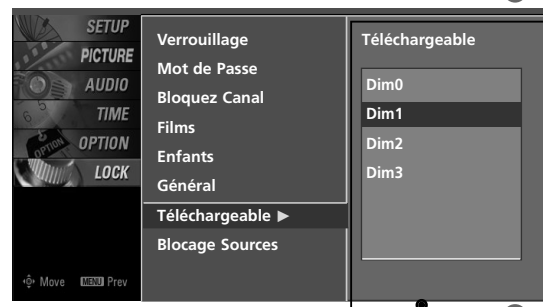 SETUP
PICTURE
AUDIO
TIME
OPTION
LOCK
Move MENU Prev
Verrouillage
Mot de Passe
Bloquez Canal
Films
Enfants
Général
Téléchargeable ▶
Blocage Sources
Téléchargeable
Dim0
Dim1
Dim2
Dim3